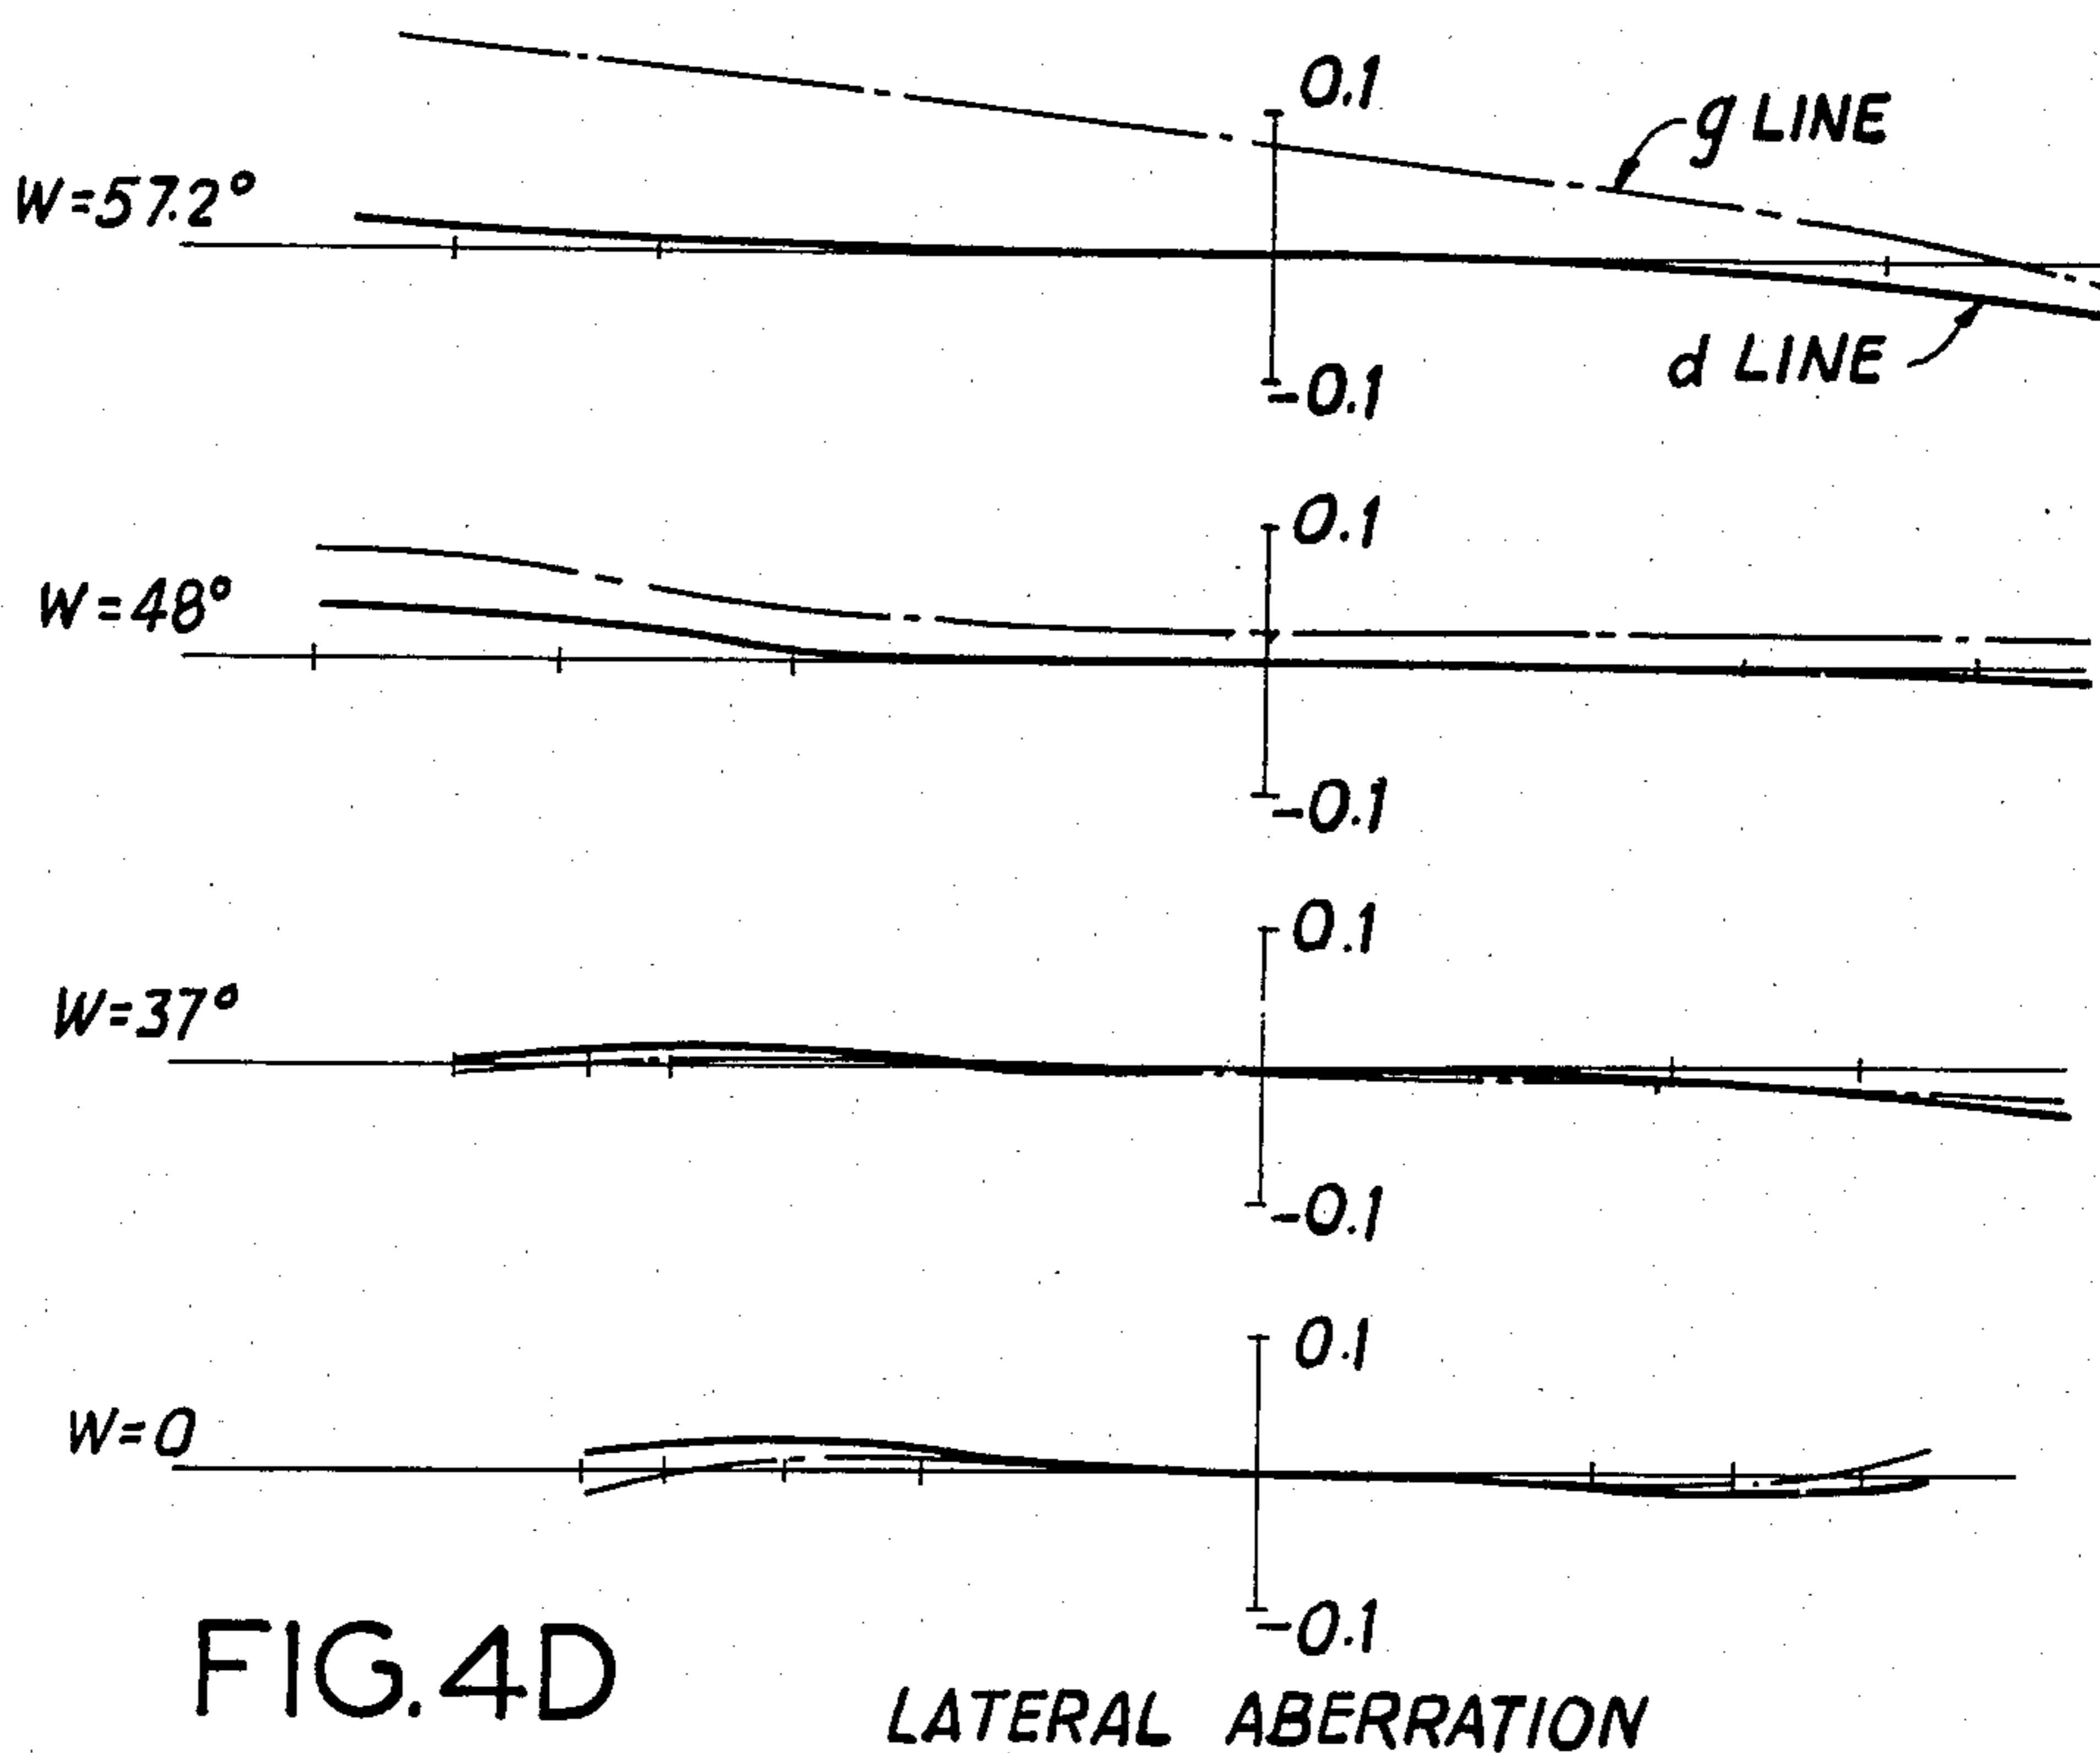 0.1
g LINE
W=57.2°
d LINE
-0.1
0.1
W=48°
-0.1
0.1
W=37°
-0.1
0.1
W=0
-0.1
FIG.4D
LATERAL ABERRATION